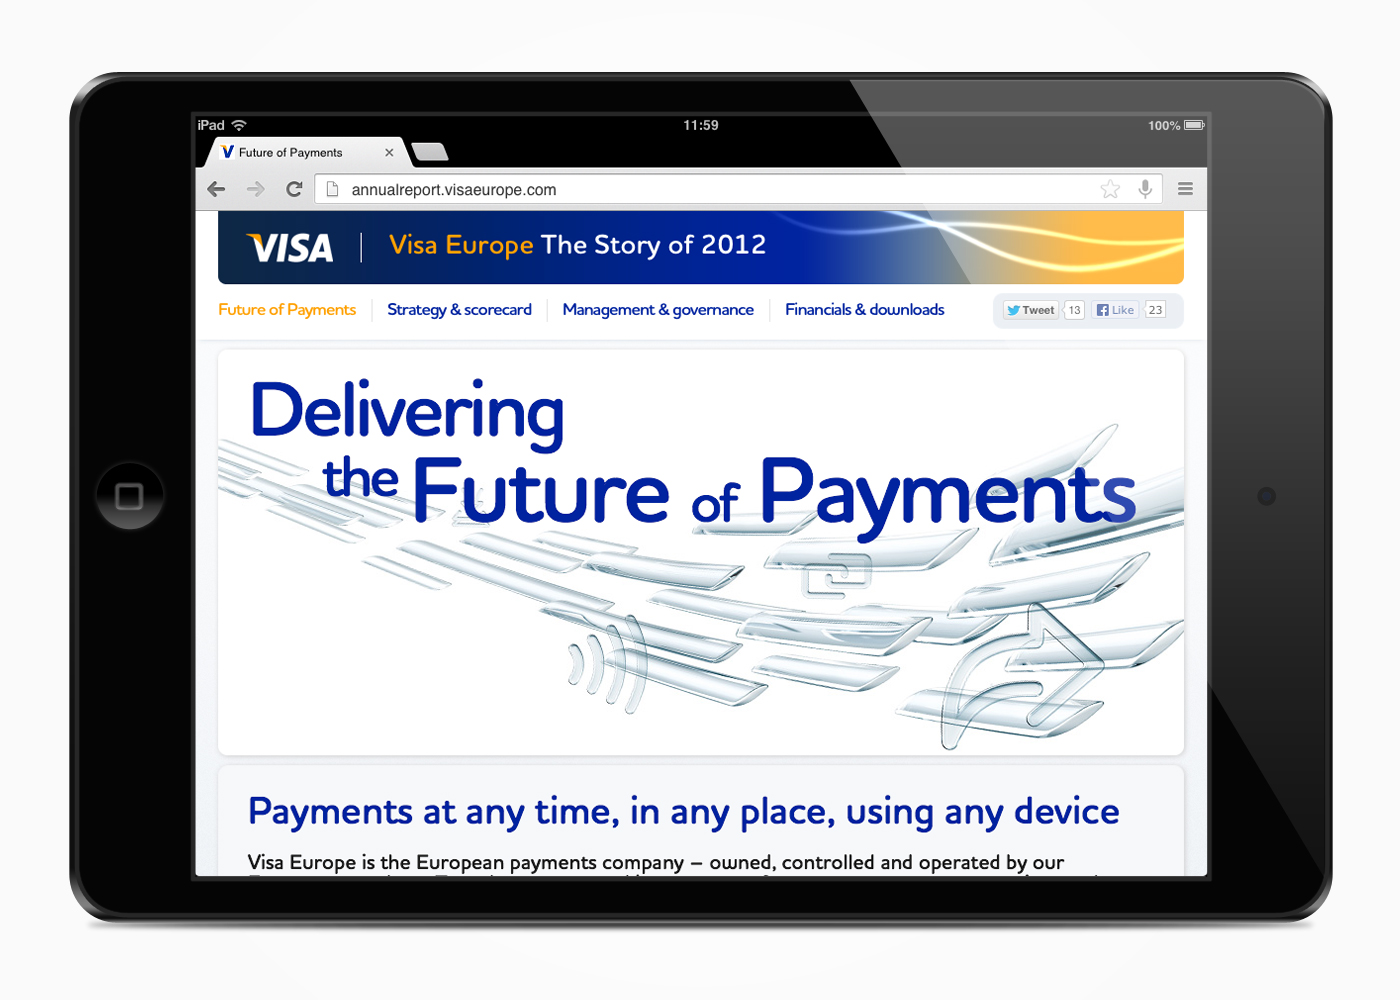 iPad 11:59 100%
Future of Payments
annualreport.visaeurope.com
VISA Visa Europe The Story of 2012
Future of Payments Strategy & scorecard Management & governance Financials & downloads Tweet 13 Like 23
Delivering
the Future of Payments
Payments at any time, in any place, using any device
Visa Europe is the European payments company – owned, controlled and operated by our